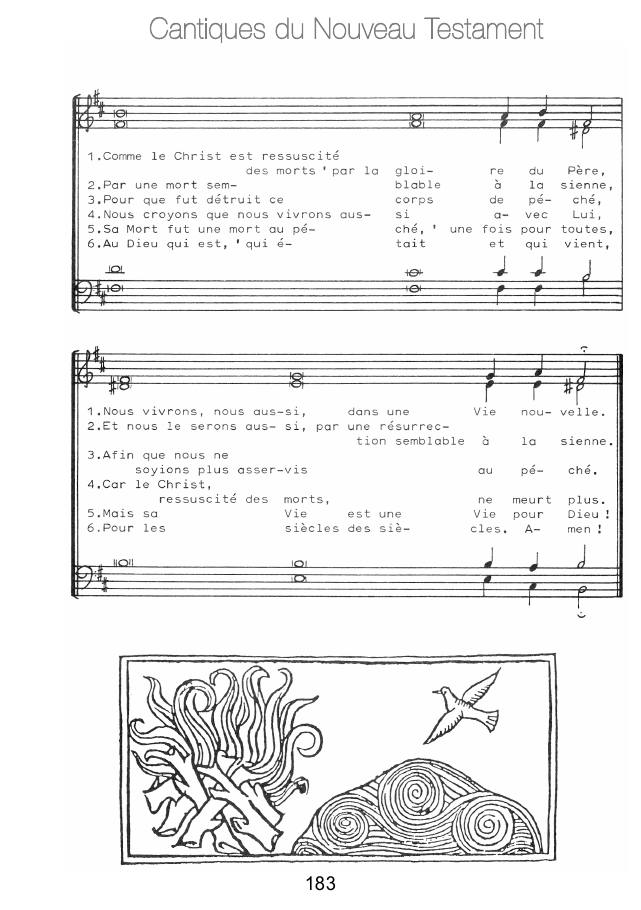 Cantiques du Nouveau Testament
1.Comme le Christ est ressuscité
des morts ' par la gloi- re du Père,
2.Par une mort sem- blable à la sienne,
3.Pour que fut détruit ce corps de pé- ché,
4.Nous croyons que nous vivrons aus- si a- vec Lui,
5.Sa Mort fut une mort au pé- ché, ' une fois pour toutes,
6.Au Dieu qui est, ' qui é- tait et qui vient,
1.Nous vivrons, nous aus-si, dans une Vie nou- velle.
2.Et nous le serons aus- si, par une résurrec-
tion semblable à la sienne.
3.Afin que nous ne
soyions plus asser-vis au pé- ché.
4.Car le Christ,
ressuscité des morts, ne meurt plus.
5.Mais sa Vie est une Vie pour Dieu !
6.Pour les siècles des siè- cles. A- men !
183